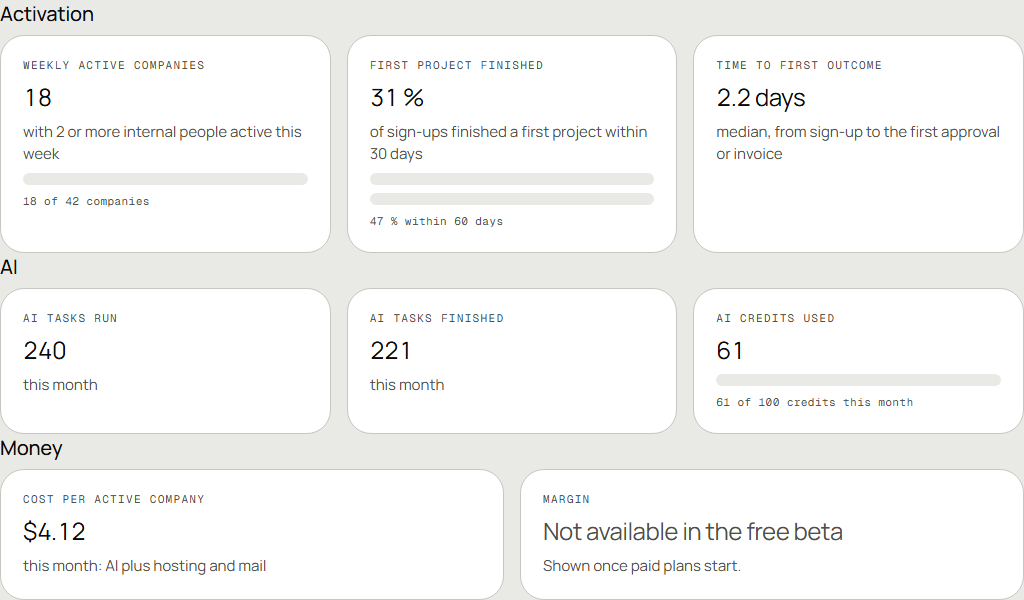 Activation
WEEKLY ACTIVE COMPANIES
18
with 2 or more internal people active this
week
18 of 42 companies
FIRST PROJECT FINISHED
31 %
of sign-ups finished a first project within
30 days
47 % within 60 days
TIME TO FIRST OUTCOME
2.2 days
median, from sign-up to the first approval
or invoice
AI
AI TASKS RUN
240
this month
AI TASKS FINISHED
221
this month
AI CREDITS USED
61
61 of 100 credits this month
Money
COST PER ACTIVE COMPANY
$4.12
this month: AI plus hosting and mail
MARGIN
Not available in the free beta
Shown once paid plans start.